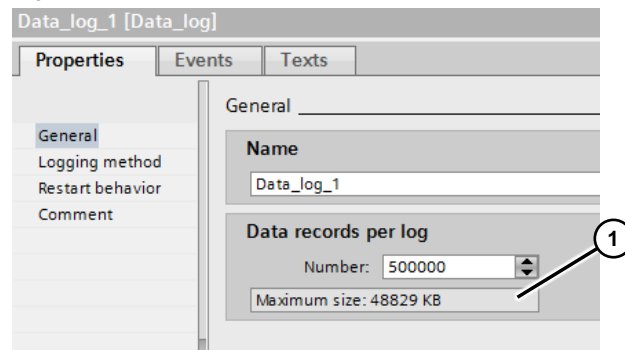 Data_log_1 [Data_log]
Properties
Events
Texts
General
Logging method
Restart behavior
Comment
General
Name
Data_log_1
Data records per log
Number: 500000
Maximum size: 48829 KB
1